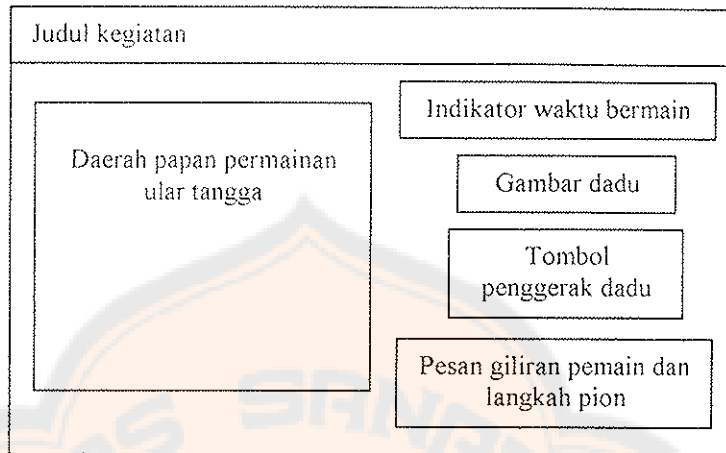 Judul kegiatan
Daerah papan permainan
ular tangga
Indikator waktu bermain
Gambar dadu
Tombol
penggerak dadu
Pesan giliran pemain dan
langkah pion